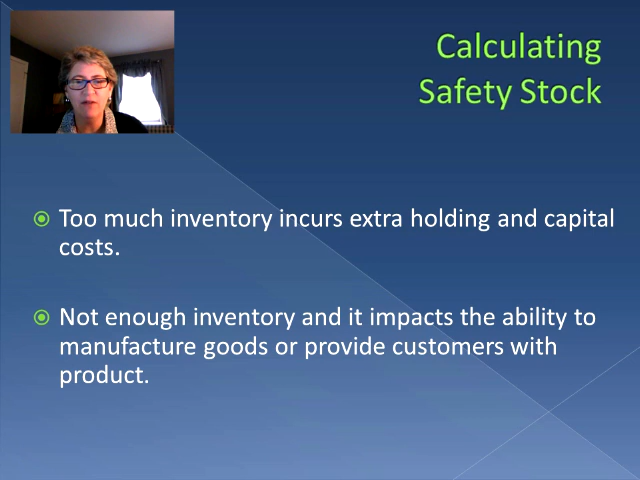 Calculating
Safety Stock
Too much inventory incurs extra holding and capital
costs.
Not enough inventory and it impacts the ability to
manufacture goods or provide customers with
product.